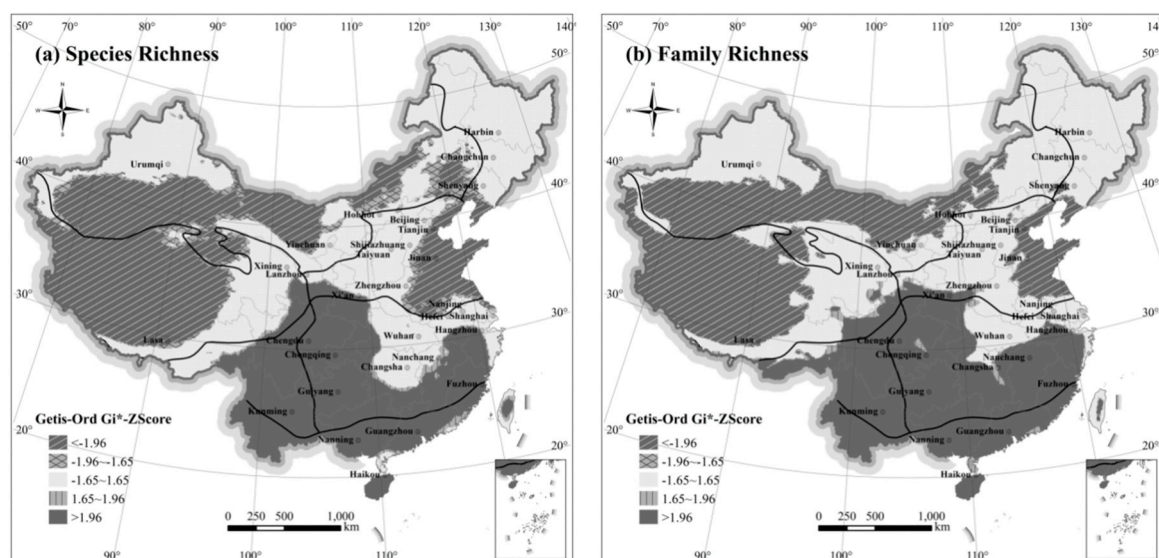 50° 60° 70° 80° 90° 100° 110° 120° 130° 140°
(a) Species Richness
50°
N
W E
S
Harbin
Changchun
Urumqi
40°
40°
Shenyang
Hohhot
Beijing
Tianjin
Yinchuan
Shijiazhuang
Taiyuan
Jinan
Xining
Lanzhou
30°
Zhengzhou
Xi'an
30°
Nanjing
Hefei
Shanghai
Wuhan
Hangzhou
Lasa
Chengdu
Chongqing
Nanchang
Changsha
Guiyang
Fuzhou
Kunming
Guangzhou
Nanning
20°
20°
Haikou
Getis-Ord Gi*-ZScore
<-1.96
-1.96~-1.65
-1.65~1.65
1.65~1.96
>1.96
0 250 500 1,000
km
90° 100° 110°
50° 60° 70° 80° 90° 100° 110° 120° 130° 140°
(b) Family Richness
50°
N
W E
S
Harbin
Changchun
Urumqi
40°
40°
Shenyang
Hohhot
Beijing
Tianjin
Yinchuan
Shijiazhuang
Taiyuan
Jinan
Xining
Lanzhou
30°
Zhengzhou
Xi'an
30°
Nanjing
Hefei
Shanghai
Wuhan
Hangzhou
Lasa
Chengdu
Chongqing
Nanchang
Changsha
Guiyang
Fuzhou
Kunming
Guangzhou
Nanning
20°
20°
Haikou
Getis-Ord Gi*-ZScore
<-1.96
-1.96~-1.65
-1.65~1.65
1.65~1.96
>1.96
0 250 500 1,000
km
90° 100° 110°